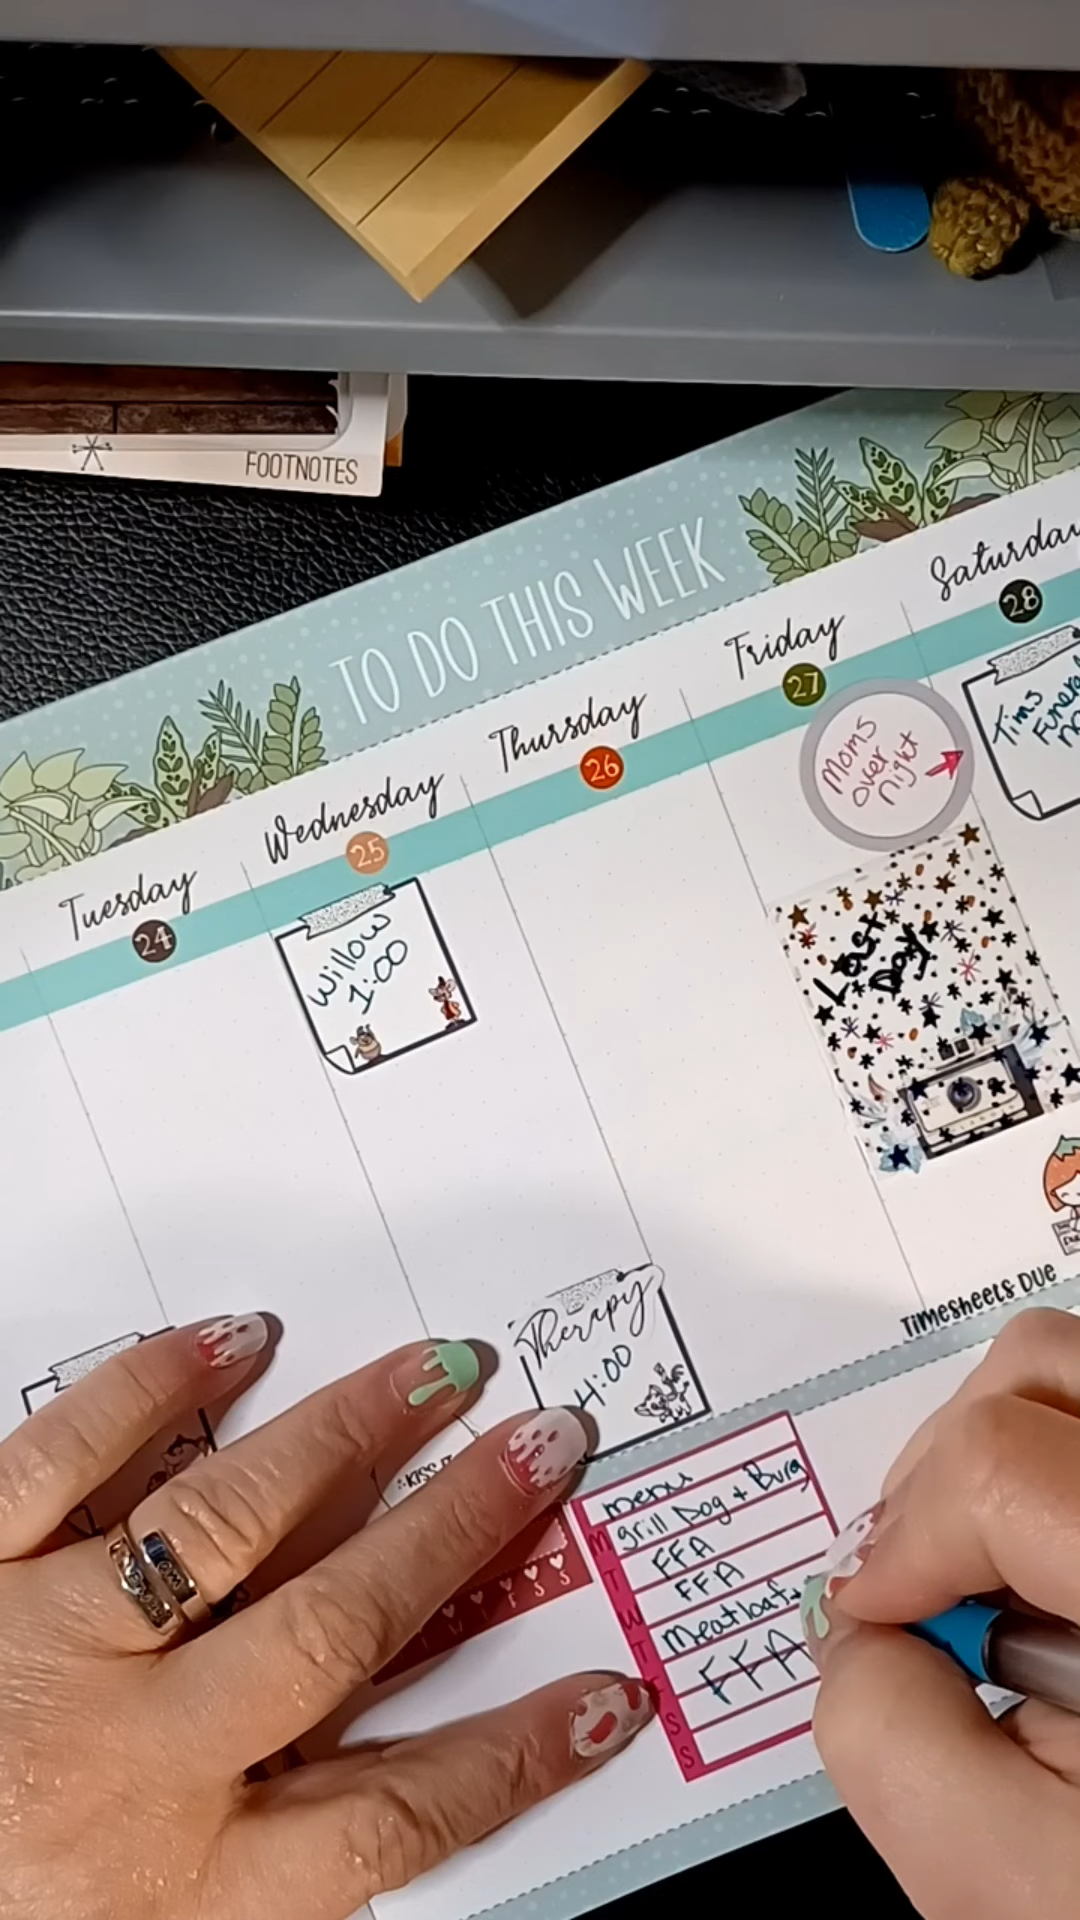 FOOTNOTES
TO DO THIS WEEK
Tuesday
24
Wednesday
25
Thursday
26
Friday
27
Saturday
28
Willow
1:00
Moms
over
night
Tims
Last
Day
Therapy
4:00
TIMESHEETS DUE
menu
M grill Dog + Burg
T FFA
W FFA
T meatloaf +
FFA
S
S